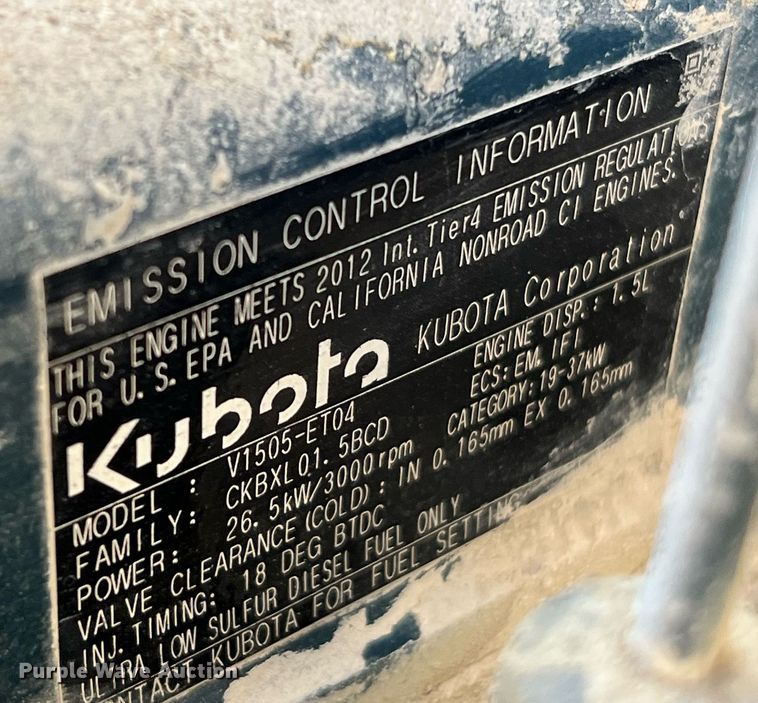 EMISSION CONTROL INFORMATION
THIS ENGINE MEETS 2012 Int. Tier4 EMISSION REGULATIONS
FOR U.S. EPA AND CALIFORNIA NONROAD CI ENGINES.
Kubota KUBOTA Corporation
MODEL : V1505-ET04 ENGINE DISP.: 1.5L
FAMILY: CKBXL01.5BCD ECS: EM, IFI
POWER: 26.5kW/3000rpm CATEGORY: 19-37kW
VALVE CLEARANCE (COLD): IN 0.165mm EX 0.165mm
INJ. TIMING: 18 DEG BTDC
ULTRA LOW SULFUR DIESEL FUEL ONLY
CONTACT KUBOTA FOR FUEL SETTING
Purple Wave Auction